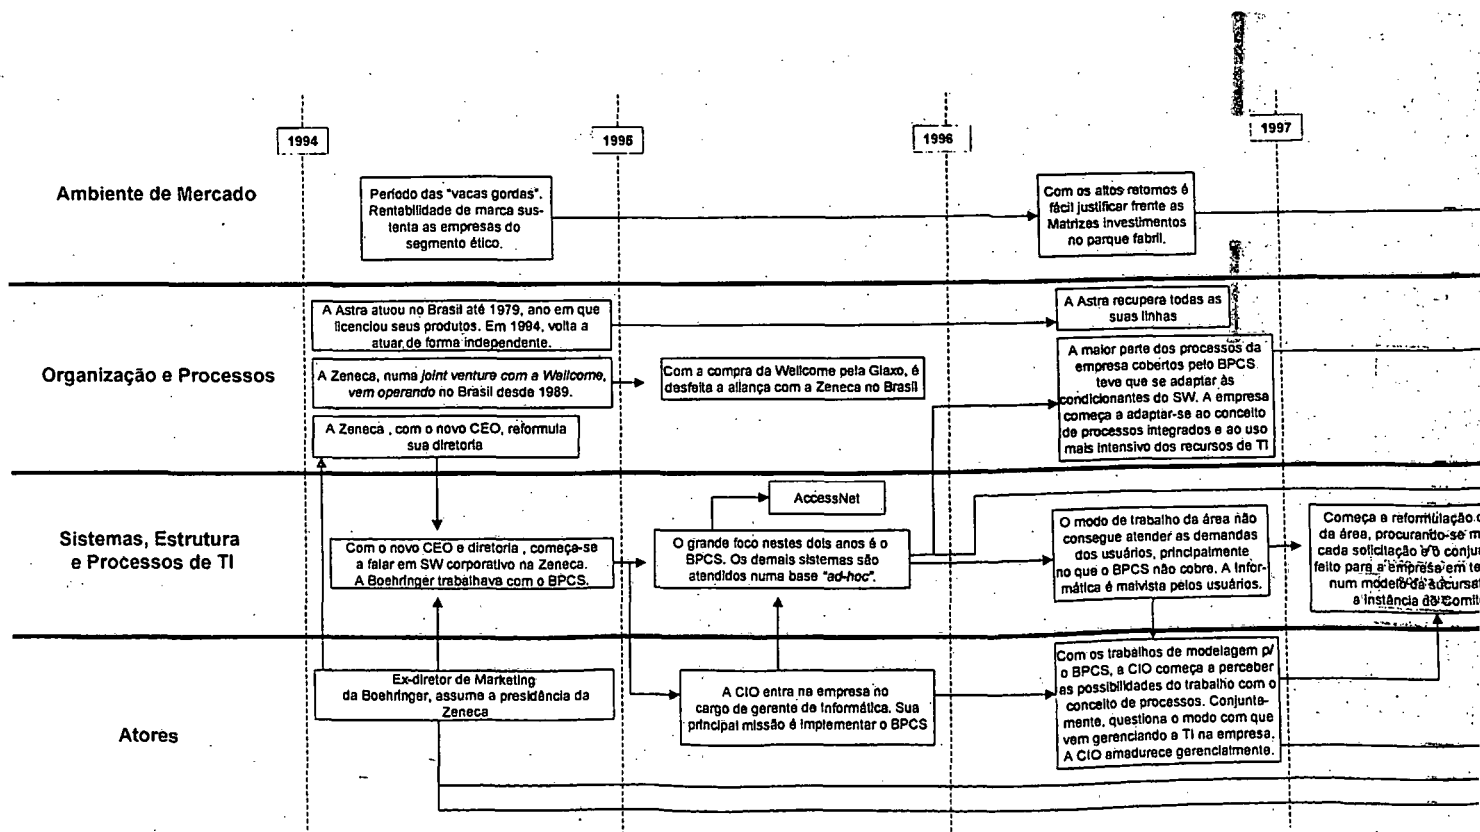 1994
1995
1996
1997
Ambiente de Mercado
Período das "vacas gordas".
Rentabilidade de marca sus-
tenta as empresas do
segmento ético.
Com os altos retornos é
fácil justificar frente as
Matrizes investimentos
no parque fabril.
Organização e Processos
A Astra atuou no Brasil até 1979, ano em que
licenciou seus produtos. Em 1994, volta a
atuar de forma independente.
A Astra recupera todas as
suas linhas
A Zeneca, numa joint venture com a Wellcome,
vem operando no Brasil desde 1989.
Com a compra da Wellcome pela Glaxo, é
desfeita a aliança com a Zeneca no Brasil
A maior parte dos processos da
empresa cobertos pelo BPCS
teve que se adaptar às
condicionantes do SW. A empresa
começa a adaptar-se ao conceito
de processos integrados e ao uso
mais intensivo dos recursos de TI
A Zeneca , com o novo CEO, reformula
sua diretoria
Sistemas, Estrutura
e Processos de TI
AccessNet
Com o novo CEO e diretoria , começa-se
a falar em SW corporativo na Zeneca.
A Boehringer trabalhava com o BPCS.
O grande foco nestes dois anos é o
BPCS. Os demais sistemas são
atendidos numa base "ad-hoc".
O modo de trabalho da área não
consegue atender as demandas
dos usuários, principalmente
no que o BPCS não cobre. A Infor-
mática é malvista pelos usuários.
Começa a reformulação
da área, procurando-se
cada solicitação
feito para a empresa em
num modelo da
a instância do
Atores
Ex-diretor de Marketing
da Boehringer, assume a presidência da
Zeneca
A CIO entra na empresa no
cargo de gerente de Informática. Sua
principal missão é implementar o BPCS
Com os trabalhos de modelagem p/
o BPCS, a CIO começa a perceber
as possibilidades do trabalho com o
conceito de processos. Conjunta-
mente, questiona o modo com que
vem gerenciando a TI na empresa.
A CIO amadurece gerencialmente.